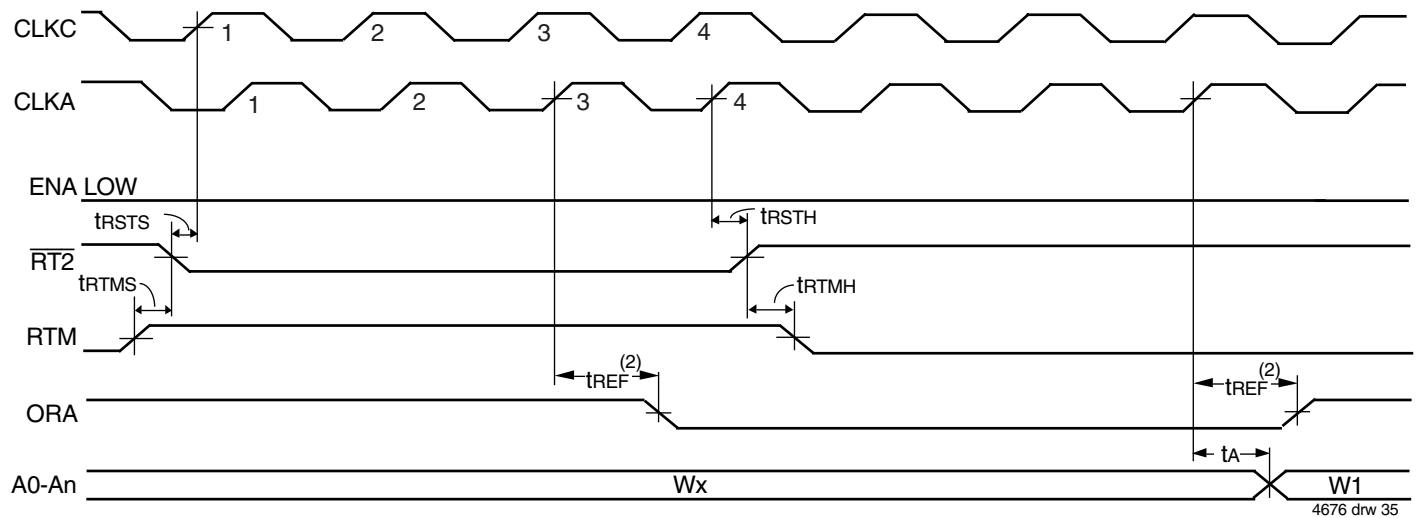 CLKC 1 2 3 4
CLKA 1 2 3 4
ENA LOW
tRSTS tRSTH
RT2
tRTMS tRTMH
RTM
tREF(2) tREF(2)
ORA
tA
A0-An Wx W1
4676 drw 35